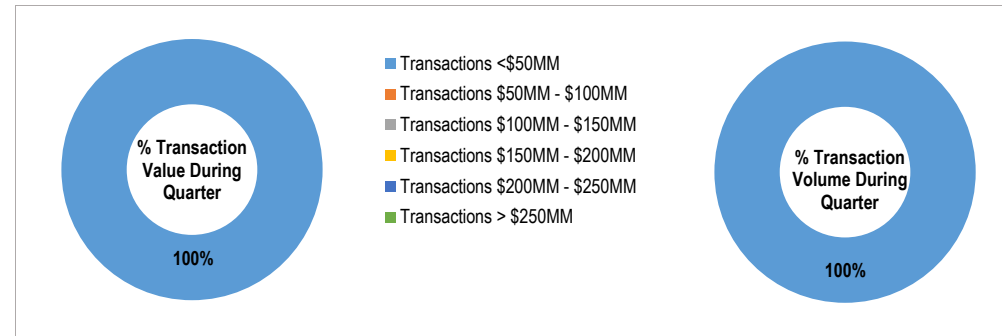 % Transaction
Value During
Quarter
100%
Transactions <$50MM
Transactions $50MM - $100MM
Transactions $100MM - $150MM
Transactions $150MM - $200MM
Transactions $200MM - $250MM
Transactions > $250MM
% Transaction
Volume During
Quarter
100%